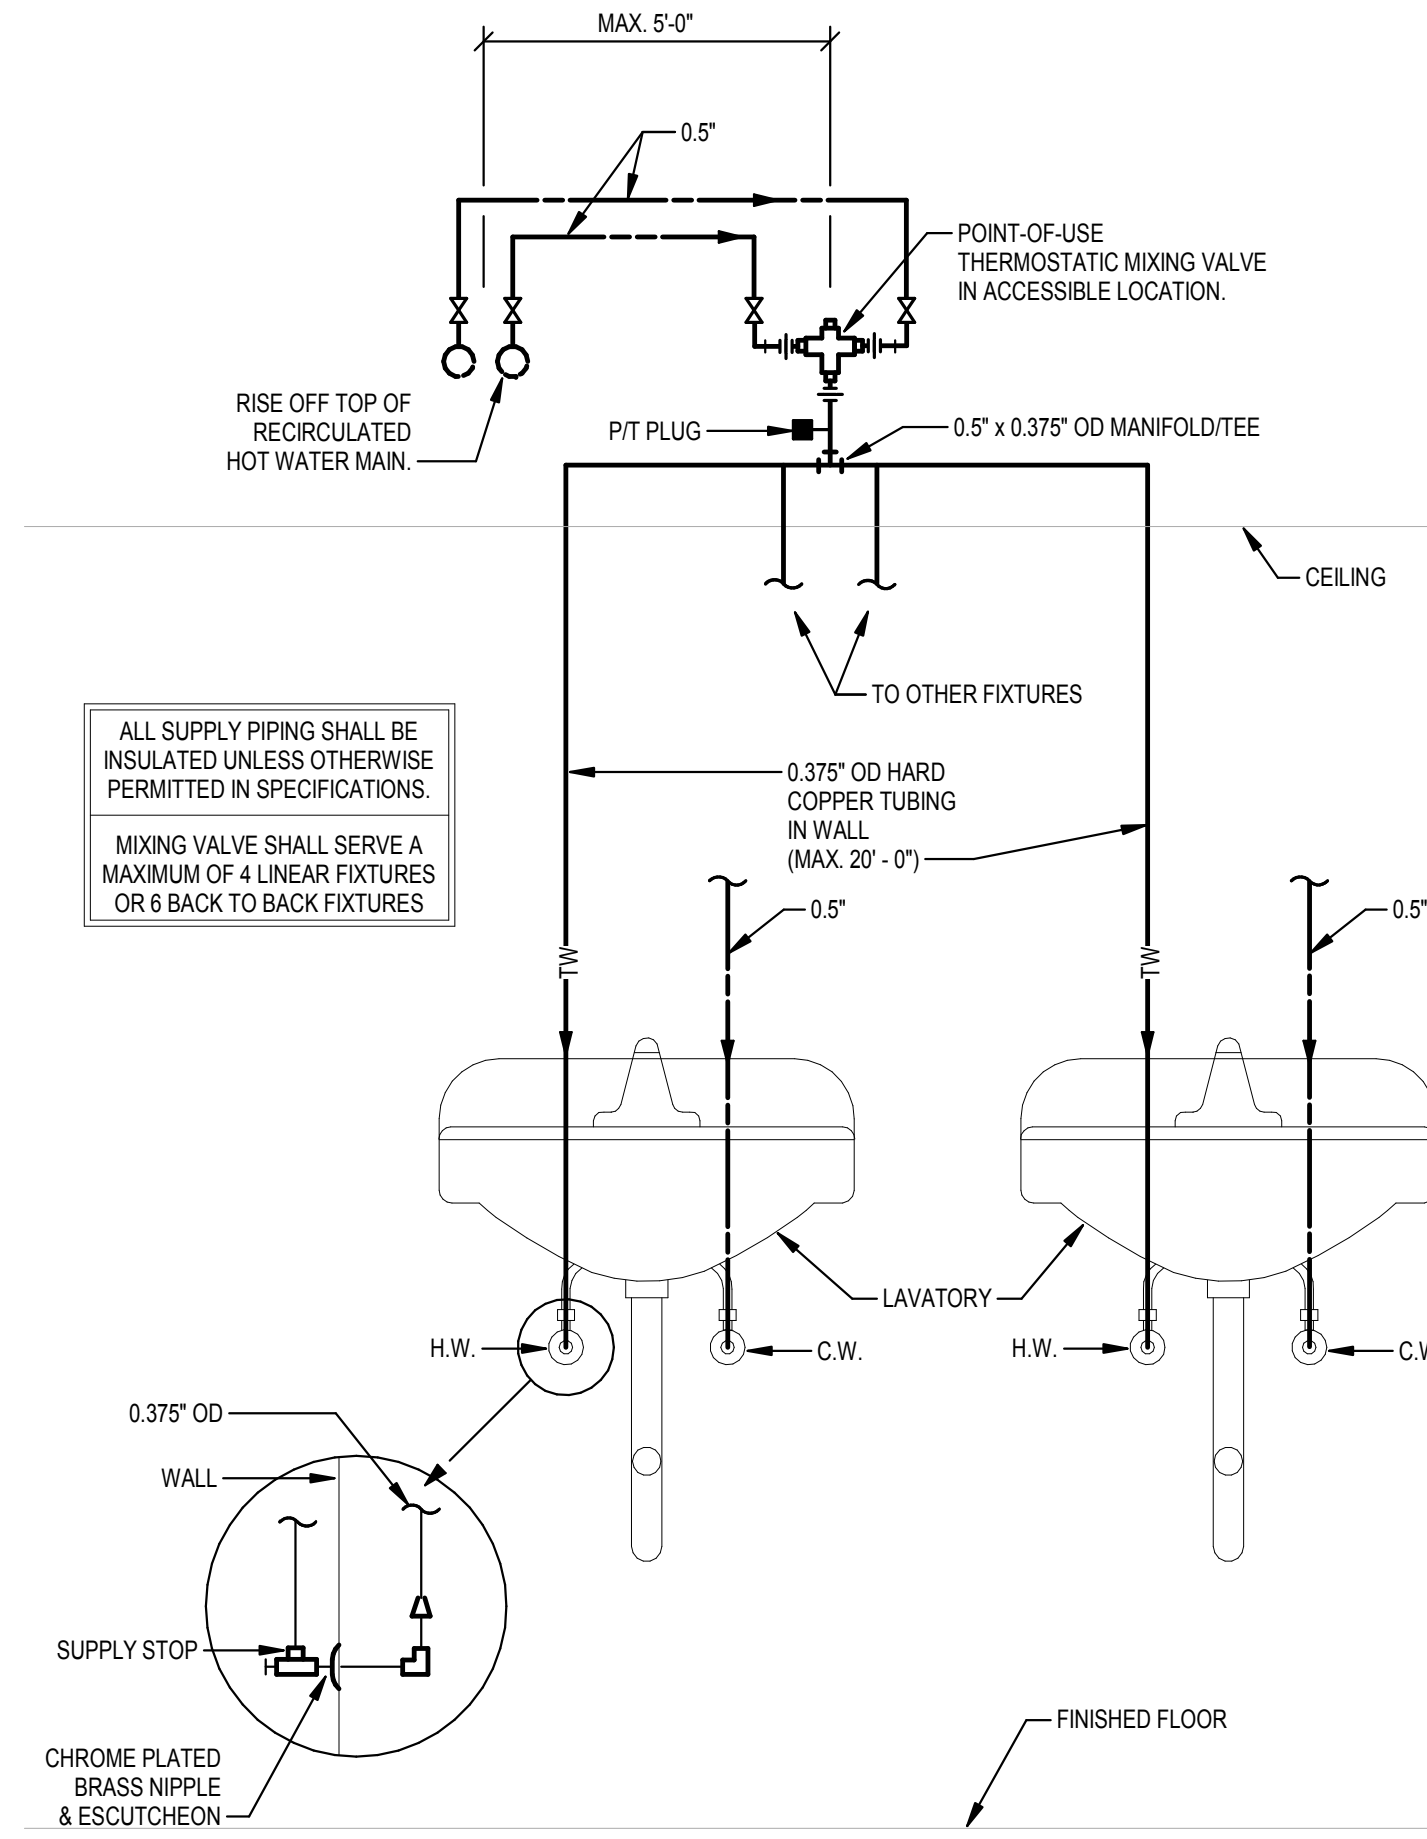 MAX. 5'-0"
0.5"
POINT-OF-USE
THERMOSTATIC MIXING VALVE
IN ACCESSIBLE LOCATION.
RISE OFF TOP OF
RECIRCULATED
HOT WATER MAIN.
P/T PLUG
0.5" x 0.375" OD MANIFOLD/TEE
CEILING
TO OTHER FIXTURES
ALL SUPPLY PIPING SHALL BE
INSULATED UNLESS OTHERWISE
PERMITTED IN SPECIFICATIONS.
MIXING VALVE SHALL SERVE A
MAXIMUM OF 4 LINEAR FIXTURES
OR 6 BACK TO BACK FIXTURES
0.375" OD HARD
COPPER TUBING
IN WALL
(MAX. 20' - 0")
0.5"
0.5"
TW
TW
LAVATORY
H.W.
C.W.
H.W.
C.W
0.375" OD
WALL
SUPPLY STOP
CHROME PLATED
BRASS NIPPLE
& ESCUTCHEON
FINISHED FLOOR